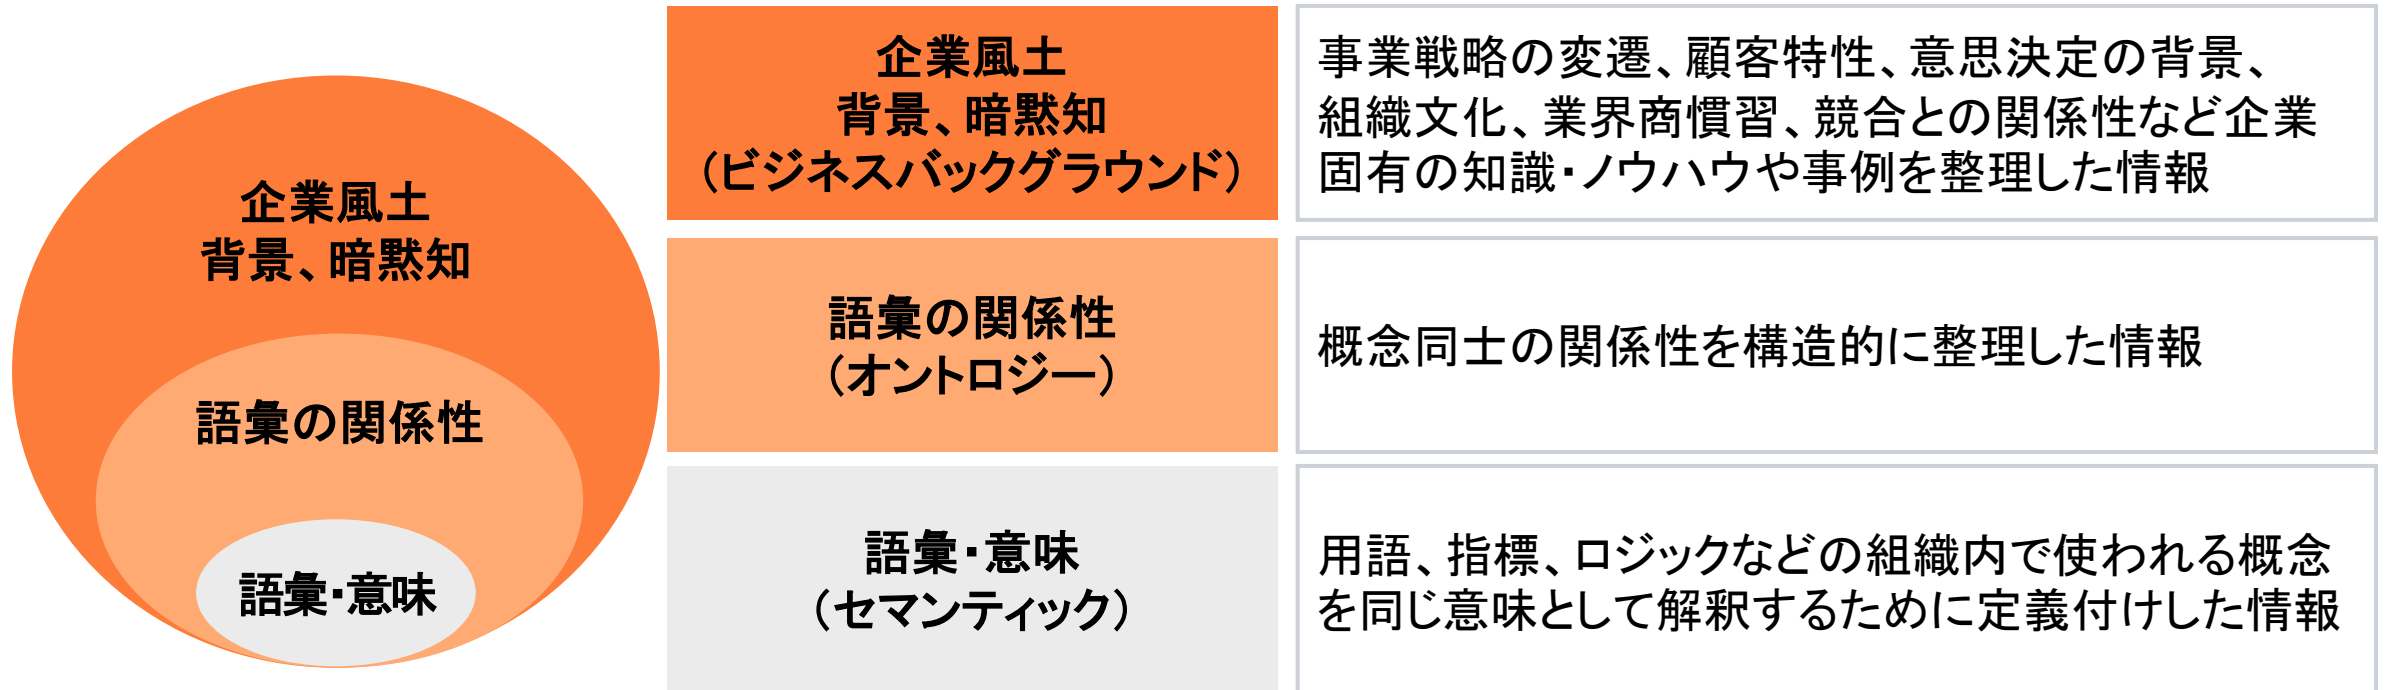 企業風土
背景、暗黙知
語彙の関係性
語彙・意味
企業風土
背景、暗黙知
（ビジネスバックグラウンド）
事業戦略の変遷、顧客特性、意思決定の背景、
組織文化、業界商慣習、競合との関係性など企業
固有の知識・ノウハウや事例を整理した情報
語彙の関係性
（オントロジー）
概念同士の関係性を構造的に整理した情報
語彙・意味
（セマンティック）
用語、指標、ロジックなどの組織内で使われる概念
を同じ意味として解釈するために定義付けした情報